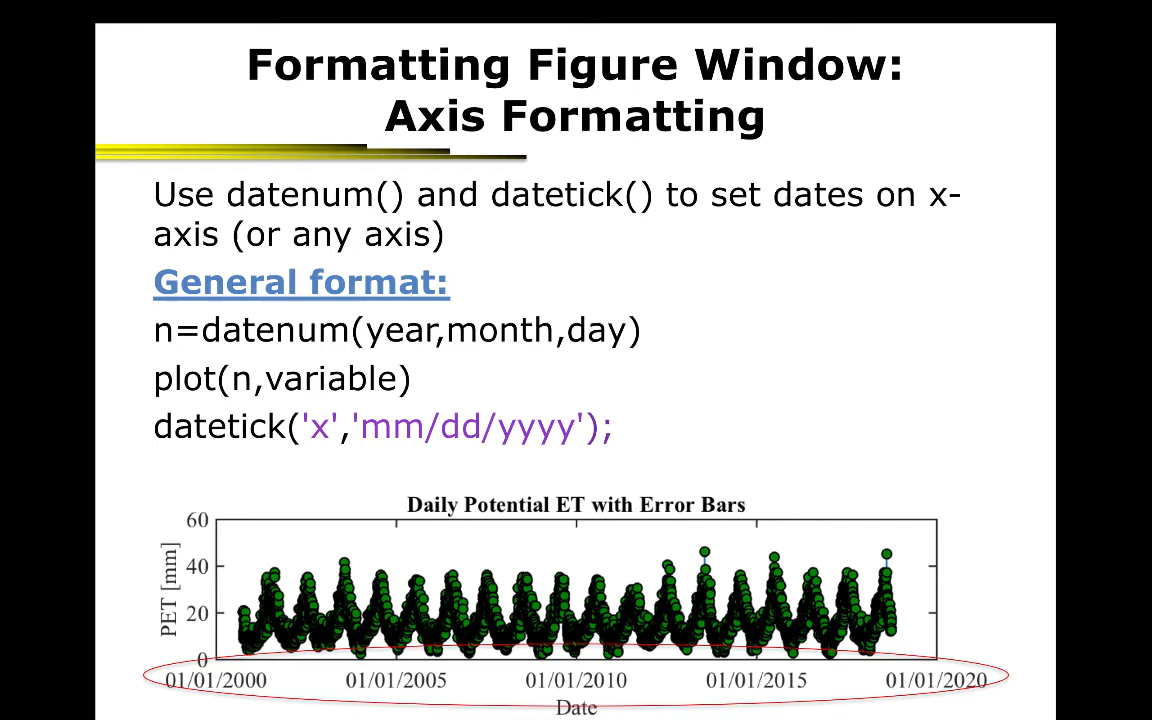 Formatting Figure Window:
Axis Formatting
Use datenum() and datetick() to set dates on x-
axis (or any axis)
General format:
n=datenum(year,month,day)
plot(n,variable)
datetick('x','mm/dd/yyyy');
Daily Potential ET with Error Bars
60
40
20
0
PET [mm]
01/01/2000 01/01/2005 01/01/2010 01/01/2015 01/01/2020
Date